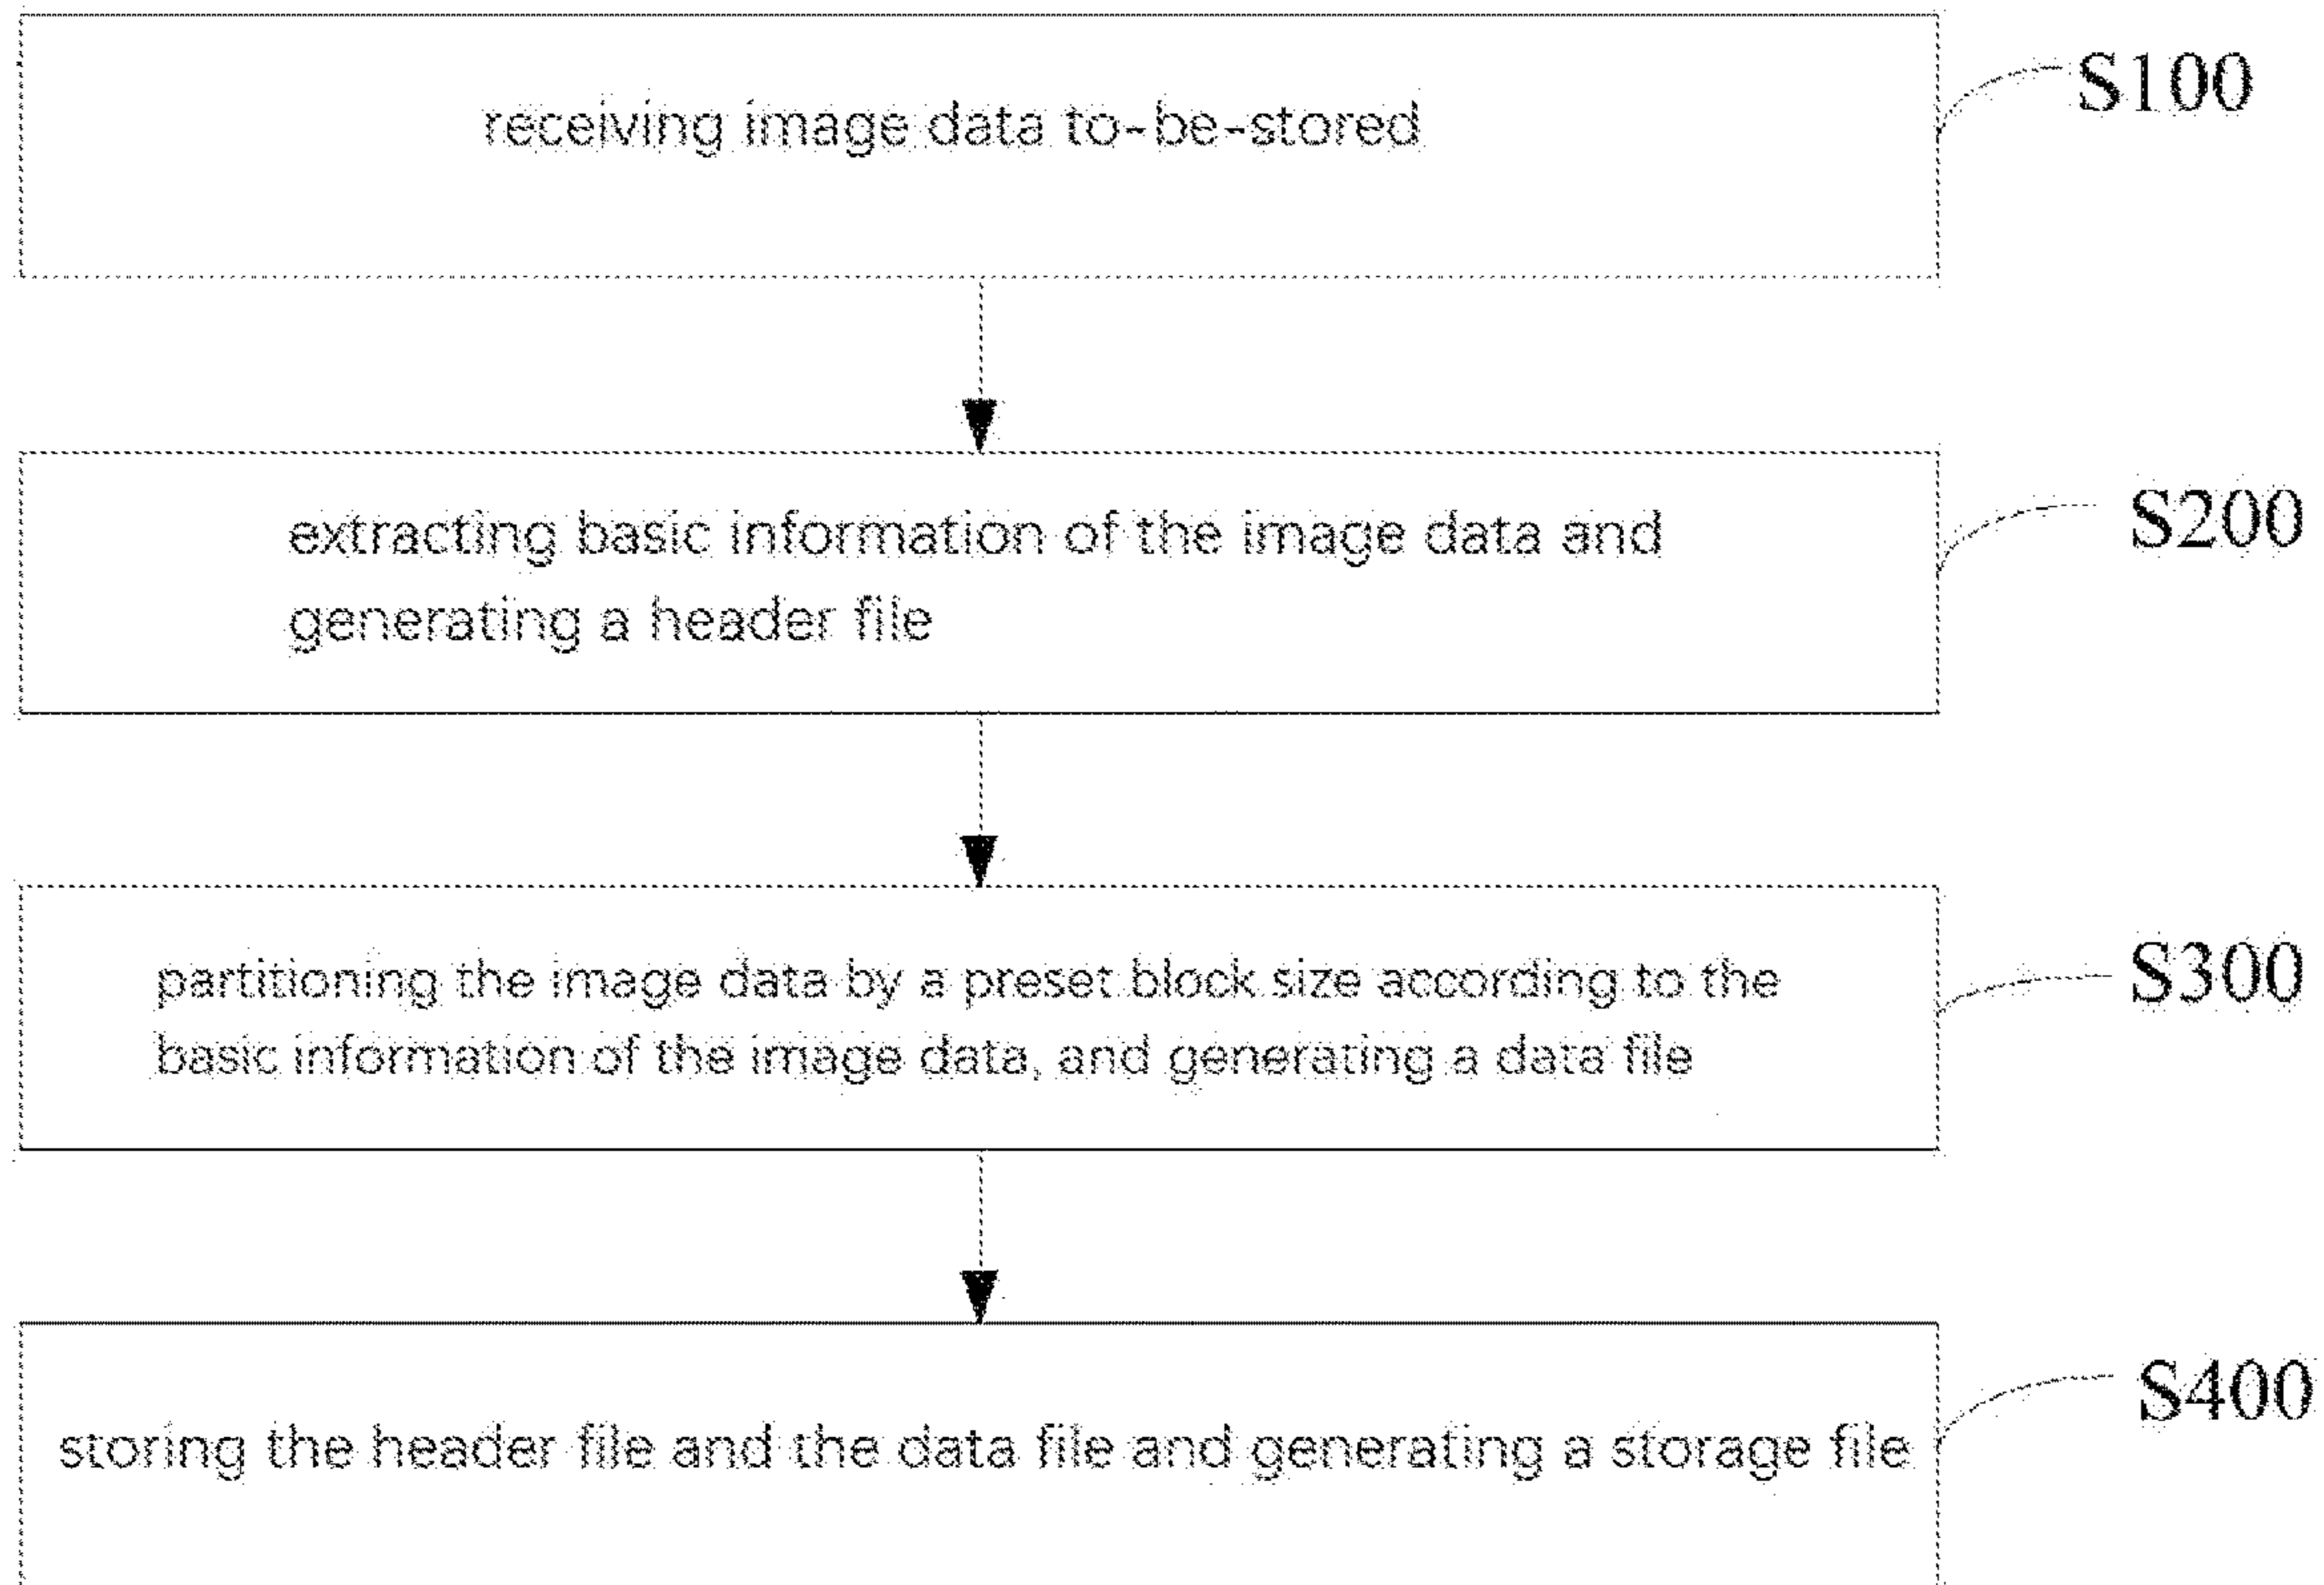 receiving image data to-be-stored
S100
extracting basic information of the image data and
generating a header file
S200
partitioning the image data by a preset block size according to the
basic information of the image data, and generating a data file
S300
storing the header file and the data file and generating a storage file
S400